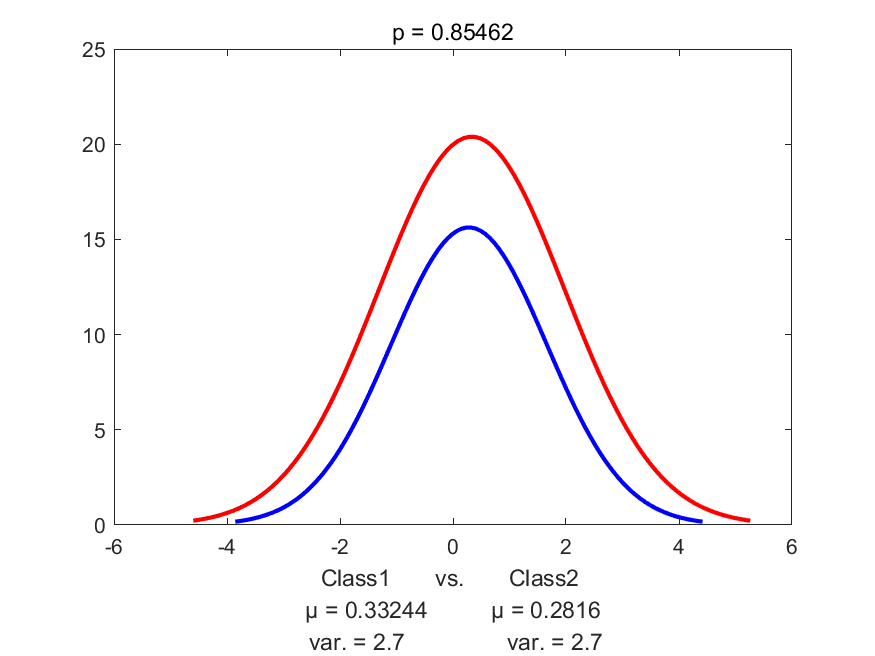 p = 0.85462
25
20
15
10
5
0
-6 -4 -2 0 2 4 6
Class1 vs. Class2
μ = 0.33244 μ = 0.2816
var. = 2.7 var. = 2.7